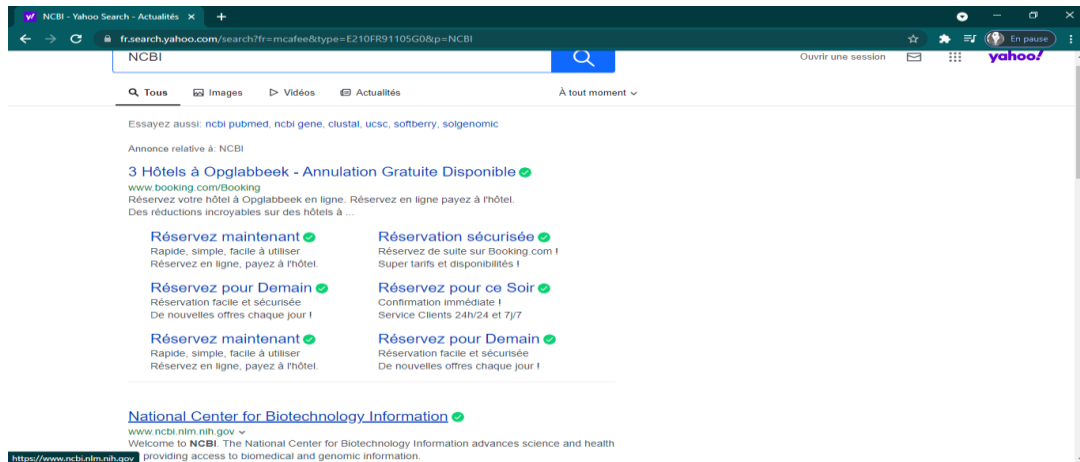 NCBI - Yahoo Search - Actualités
fr.search.yahoo.com/search?fr=mcafee&type=E210FR91105G0&p=NCBI
En pause
NCBI
Ouvrir une session
yahoo!
Tous
Images
Vidéos
Actualités
À tout moment
Essayez aussi: ncbi pubmed, ncbi gene, clustal, ucsc, softberry, solgenomic
Annonce relative à: NCBI
3 Hôtels à Opglabbeek - Annulation Gratuite Disponible
www.booking.com/Booking
Réservez votre hôtel à Opglabbeek en ligne. Réservez en ligne payez à l'hôtel.
Des réductions incroyables sur des hôtels à ...
Réservez maintenant
Rapide, simple, facile à utiliser
Réservez en ligne, payez à l'hôtel.
Réservation sécurisée
Réservez de suite sur Booking.com !
Super tarifs et disponibilités !
Réservez pour Demain
Réservation facile et sécurisée
De nouvelles offres chaque jour !
Réservez pour ce Soir
Confirmation immédiate !
Service Clients 24h/24 et 7j/7
Réservez maintenant
Rapide, simple, facile à utiliser
Réservez en ligne, payez à l'hôtel.
Réservez pour Demain
Réservation facile et sécurisée
De nouvelles offres chaque jour !
National Center for Biotechnology Information
www.ncbi.nlm.nih.gov
Welcome to NCBI. The National Center for Biotechnology Information advances science and health
providing access to biomedical and genomic information.
https://www.ncbi.nlm.nih.gov